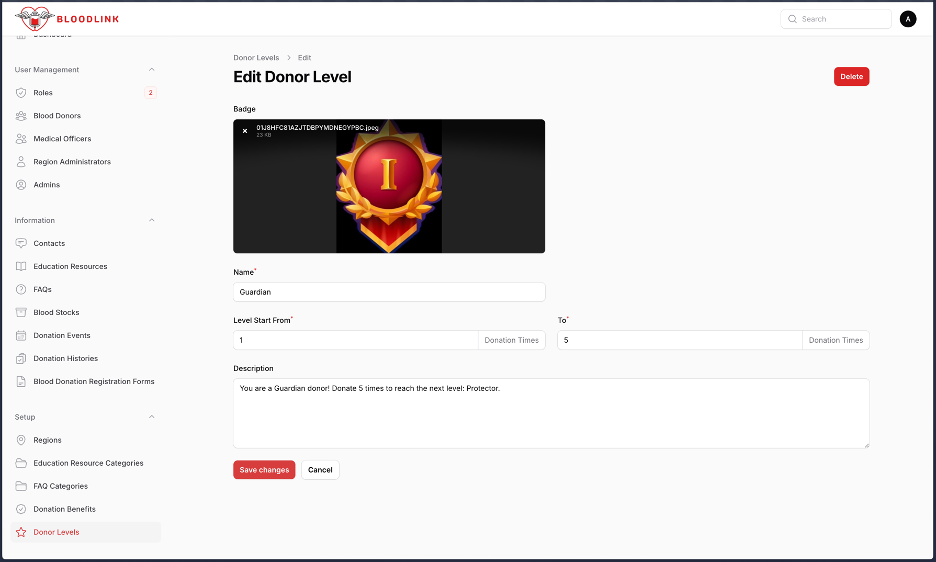 BLOODLINK
Search
A
Dashboard
User Management
Roles
2
Blood Donors
Medical Officers
Region Administrators
Admins
Information
Contacts
Education Resources
FAQs
Blood Stocks
Donation Events
Donation Histories
Blood Donation Registration Forms
Setup
Regions
Education Resource Categories
FAQ Categories
Donation Benefits
Donor Levels
Donor Levels > Edit
Edit Donor Level
Delete
Badge
01J8HFC81AZJTDBPYMDNEGYPBC.jpeg
23 KB
I
Name*
Guardian
Level Start From*
1 Donation Times
To*
5 Donation Times
Description
You are a Guardian donor! Donate 5 times to reach the next level: Protector.
Save changes
Cancel